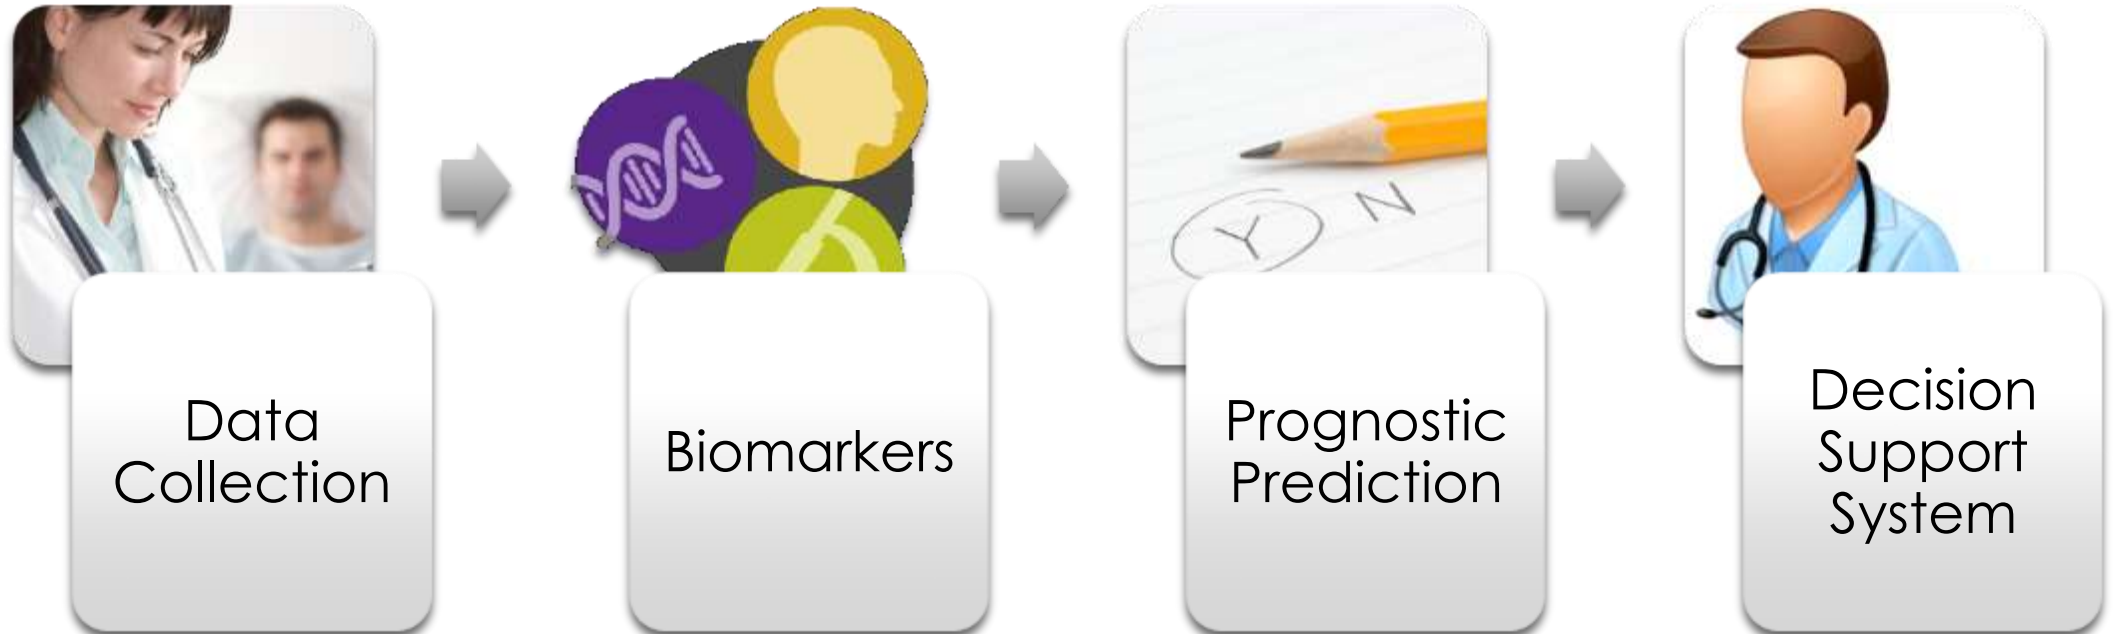 Y N
Data
Collection
Biomarkers
Prognostic
Prediction
Decision
Support
System